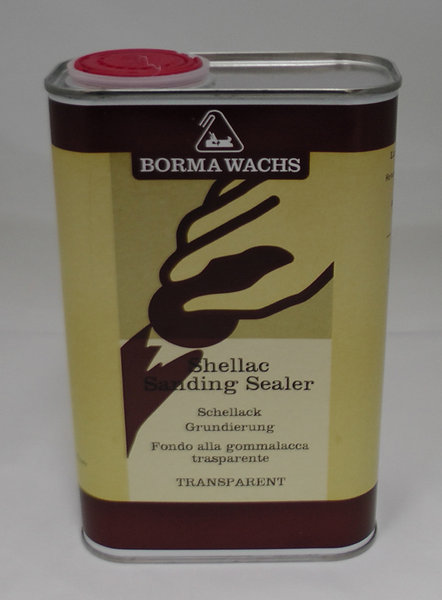 BORMA WACHS
Shellac
Sanding Sealer
Schellack
Grundierung
Fondo alla gommalacca
trasparente
TRANSPARENT